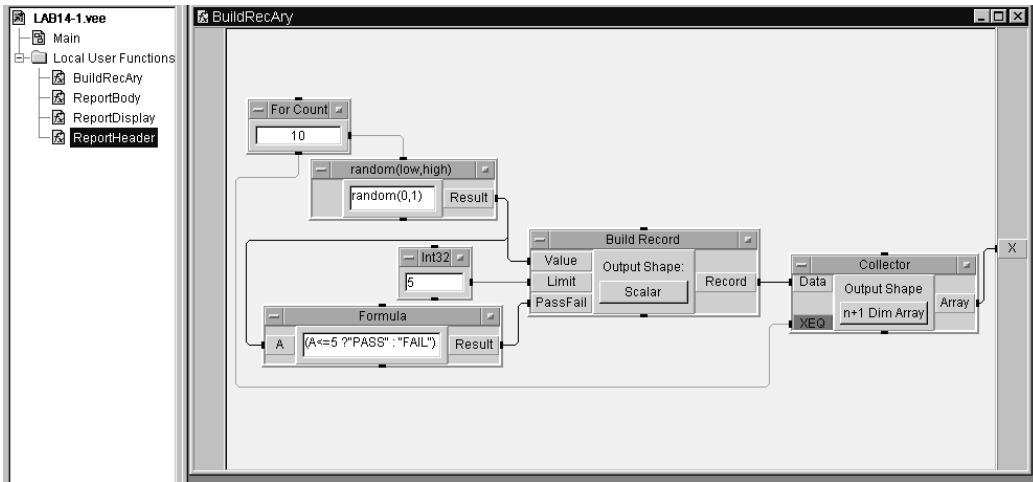 LAB14-1.vee
Main
Local User Functions
BuildRecAry
ReportBody
ReportDisplay
ReportHeader
BuildRecAry
For Count
10
random(low,high)
random(0,1)
Result
Int32
5
Formula
A
(A<=5 ?"PASS" : "FAIL")
Result
Build Record
Value
Limit
PassFail
Output Shape:
Scalar
Record
Collector
Data
XEQ
Output Shape
n+1 Dim Array
Array
X